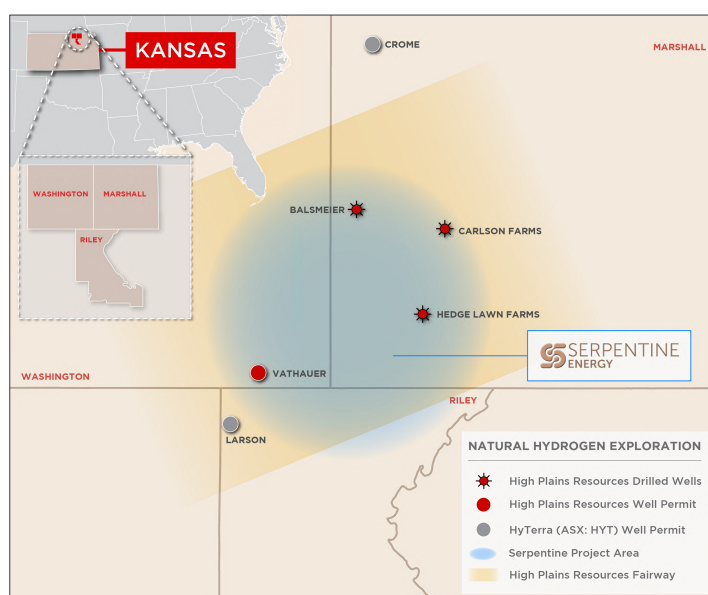 KANSAS
CROME
MARSHALL
WASHINGTON
MARSHALL
RILEY
BALSMEIER
CARLSON FARMS
HEDGE LAWN FARMS
SERPENTINE
ENERGY
WASHINGTON
VATHAUER
RILEY
LARSON
NATURAL HYDROGEN EXPLORATION
High Plains Resources Drilled Wells
High Plains Resources Well Permit
HyTerra (ASX: HYT) Well Permit
Serpentine Project Area
High Plains Resources Fairway